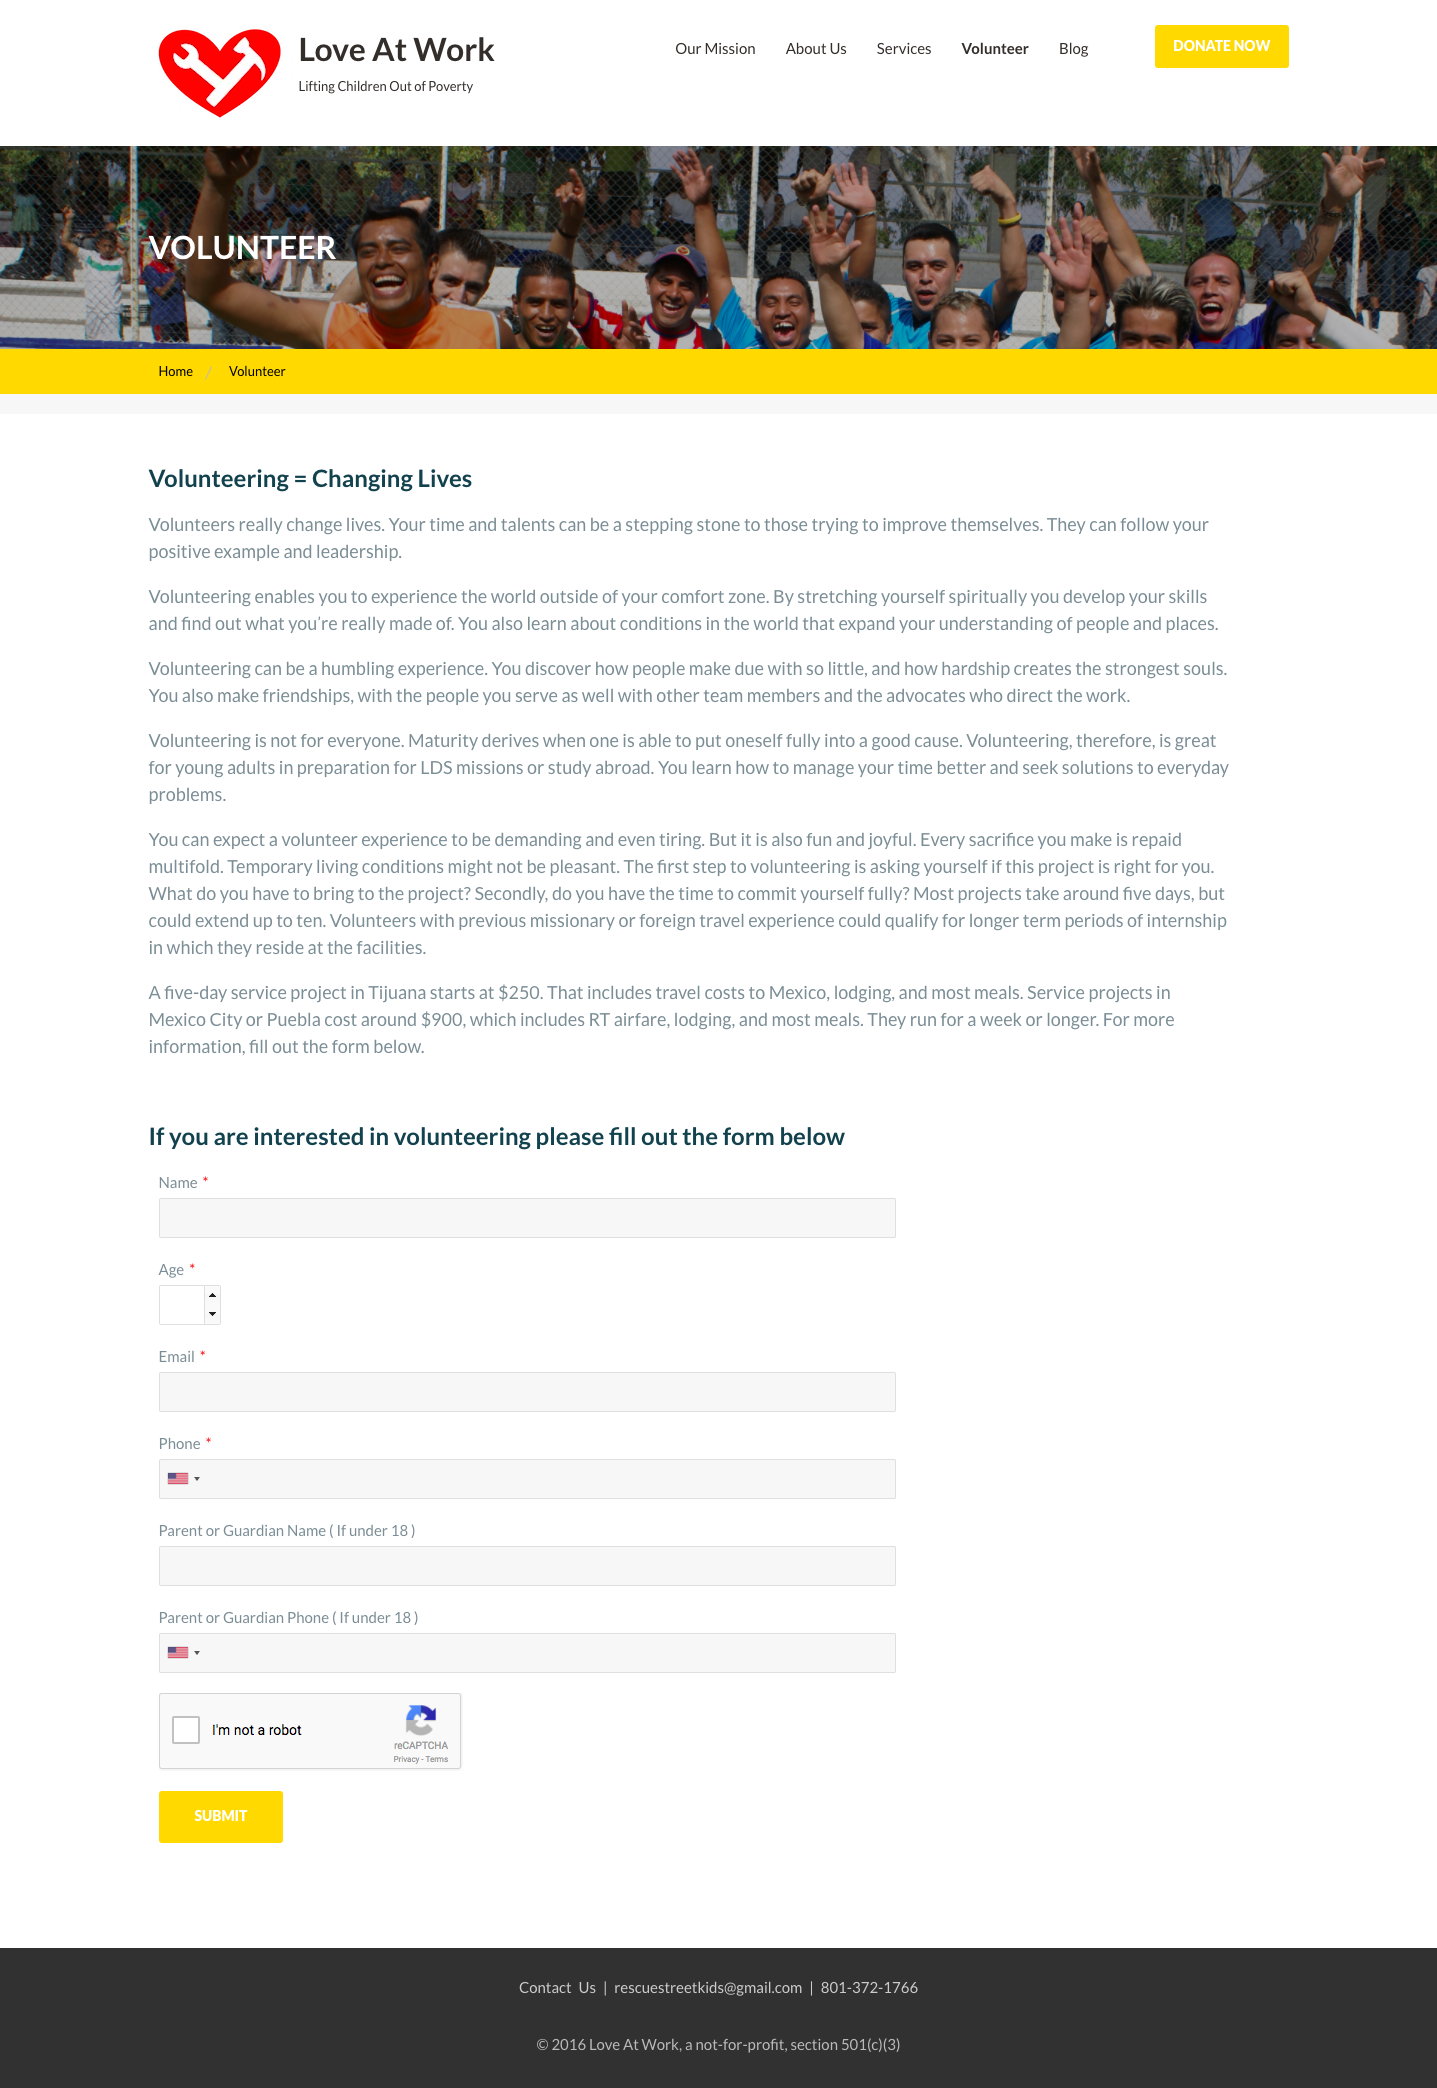 Love At Work
Lifting Children Out of Poverty
Our Mission
About Us
Services
Volunteer
Blog
DONATE NOW
VOLUNTEER
Home / Volunteer
Volunteering = Changing Lives
Volunteers really change lives. Your time and talents can be a stepping stone to those trying to improve themselves. They can follow your
positive example and leadership.
Volunteering enables you to experience the world outside of your comfort zone. By stretching yourself spiritually you develop your skills
and find out what you’re really made of. You also learn about conditions in the world that expand your understanding of people and places.
Volunteering can be a humbling experience. You discover how people make due with so little, and how hardship creates the strongest souls.
You also make friendships, with the people you serve as well with other team members and the advocates who direct the work.
Volunteering is not for everyone. Maturity derives when one is able to put oneself fully into a good cause. Volunteering, therefore, is great
for young adults in preparation for LDS missions or study abroad. You learn how to manage your time better and seek solutions to everyday
problems.
You can expect a volunteer experience to be demanding and even tiring. But it is also fun and joyful. Every sacrifice you make is repaid
multifold. Temporary living conditions might not be pleasant. The first step to volunteering is asking yourself if this project is right for you.
What do you have to bring to the project? Secondly, do you have the time to commit yourself fully? Most projects take around five days, but
could extend up to ten. Volunteers with previous missionary or foreign travel experience could qualify for longer term periods of internship
in which they reside at the facilities.
A five-day service project in Tijuana starts at $250. That includes travel costs to Mexico, lodging, and most meals. Service projects in
Mexico City or Puebla cost around $900, which includes RT airfare, lodging, and most meals. They run for a week or longer. For more
information, fill out the form below.
If you are interested in volunteering please fill out the form below
Name *
Age *
Email *
Phone *
Parent or Guardian Name ( If under 18 )
Parent or Guardian Phone ( If under 18 )
I'm not a robot
reCAPTCHA
Privacy - Terms
SUBMIT
Contact Us | rescuestreetkids@gmail.com | 801-372-1766
© 2016 Love At Work, a not-for-profit, section 501(c)(3)